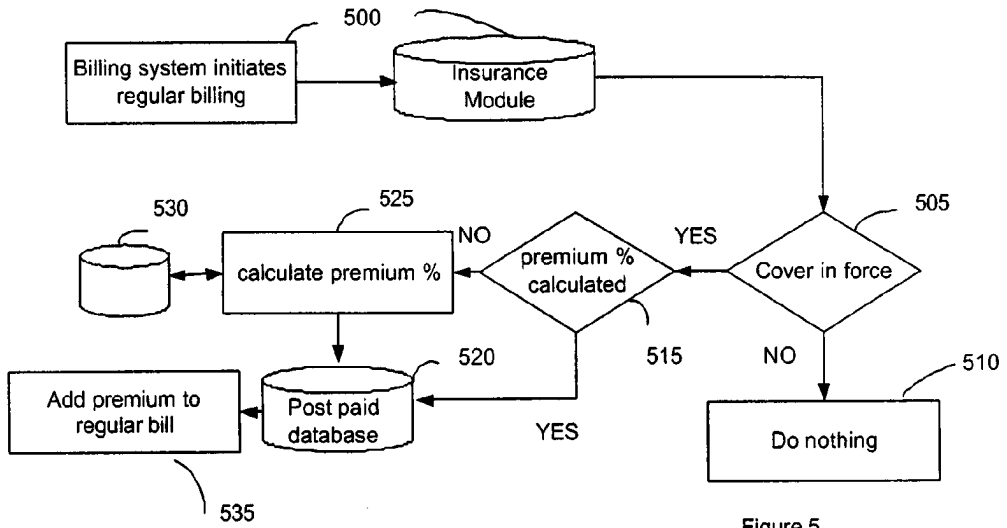 500
Billing system initiates
regular billing
Insurance
Module
530
525
505
NO
YES
calculate premium %
premium %
calculated
Cover in force
515
NO
520
510
Add premium to
regular bill
Post paid
database
YES
Do nothing
535
Figure 5